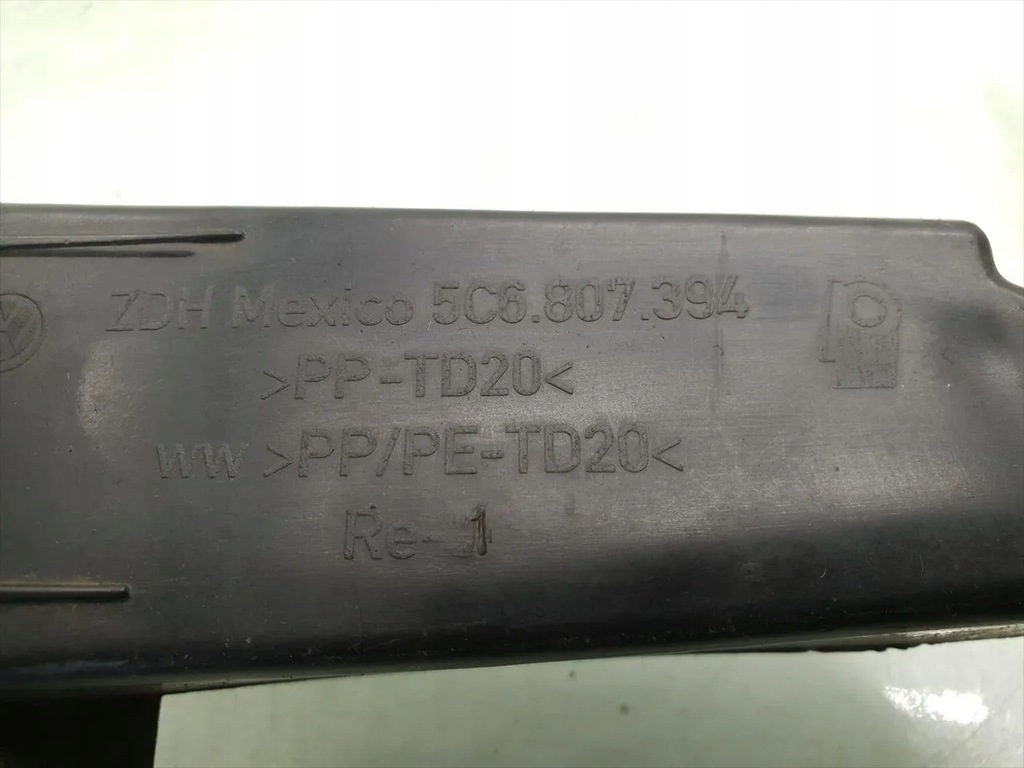 ZDH Mexico 5C6.807.394
>PP-TD20<
WW >PP/PE-TD20<
Re-1